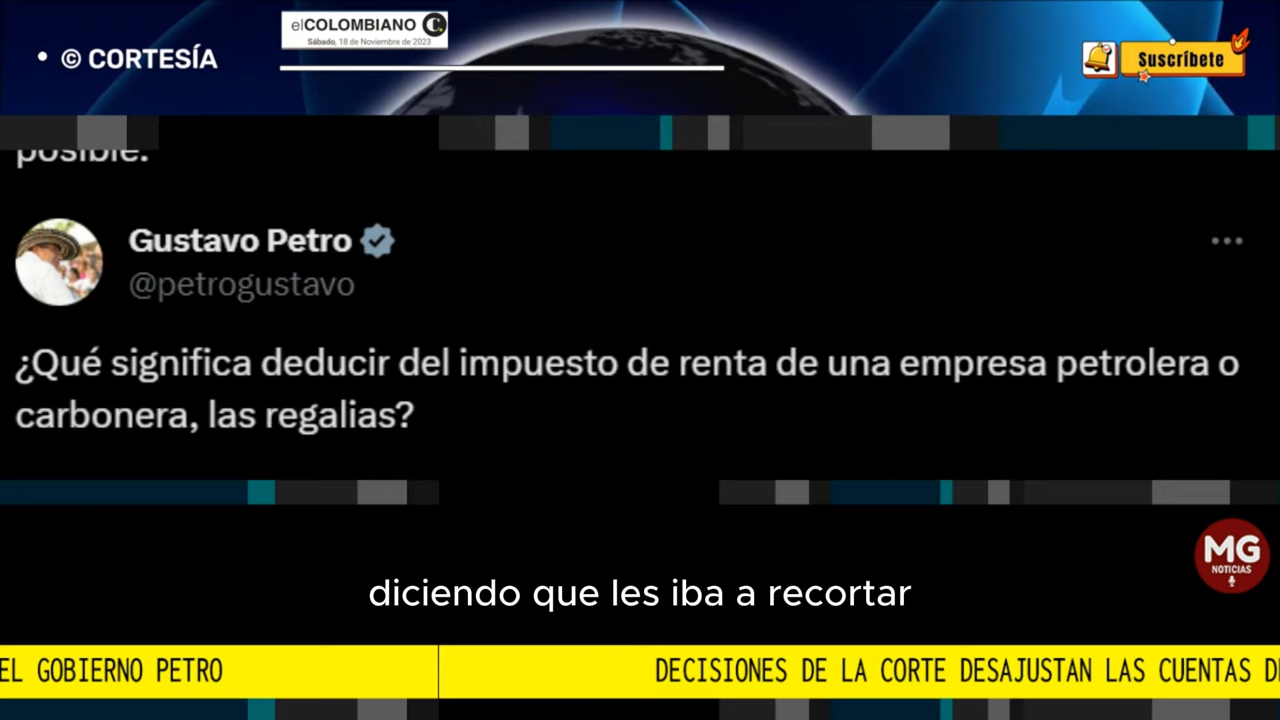 • © CORTESÍA
elCOLOMBIANO
Sábado, 18 de Noviembre de 2023
Suscríbete
posible.
Gustavo Petro
@petrogustavo
¿Qué significa deducir del impuesto de renta de una empresa petrolera o
carbonera, las regalias?
MG
NOTICIAS
diciendo que les iba a recortar
EL GOBIERNO PETRO
DECISIONES DE LA CORTE DESAJUSTAN LAS CUENTAS D